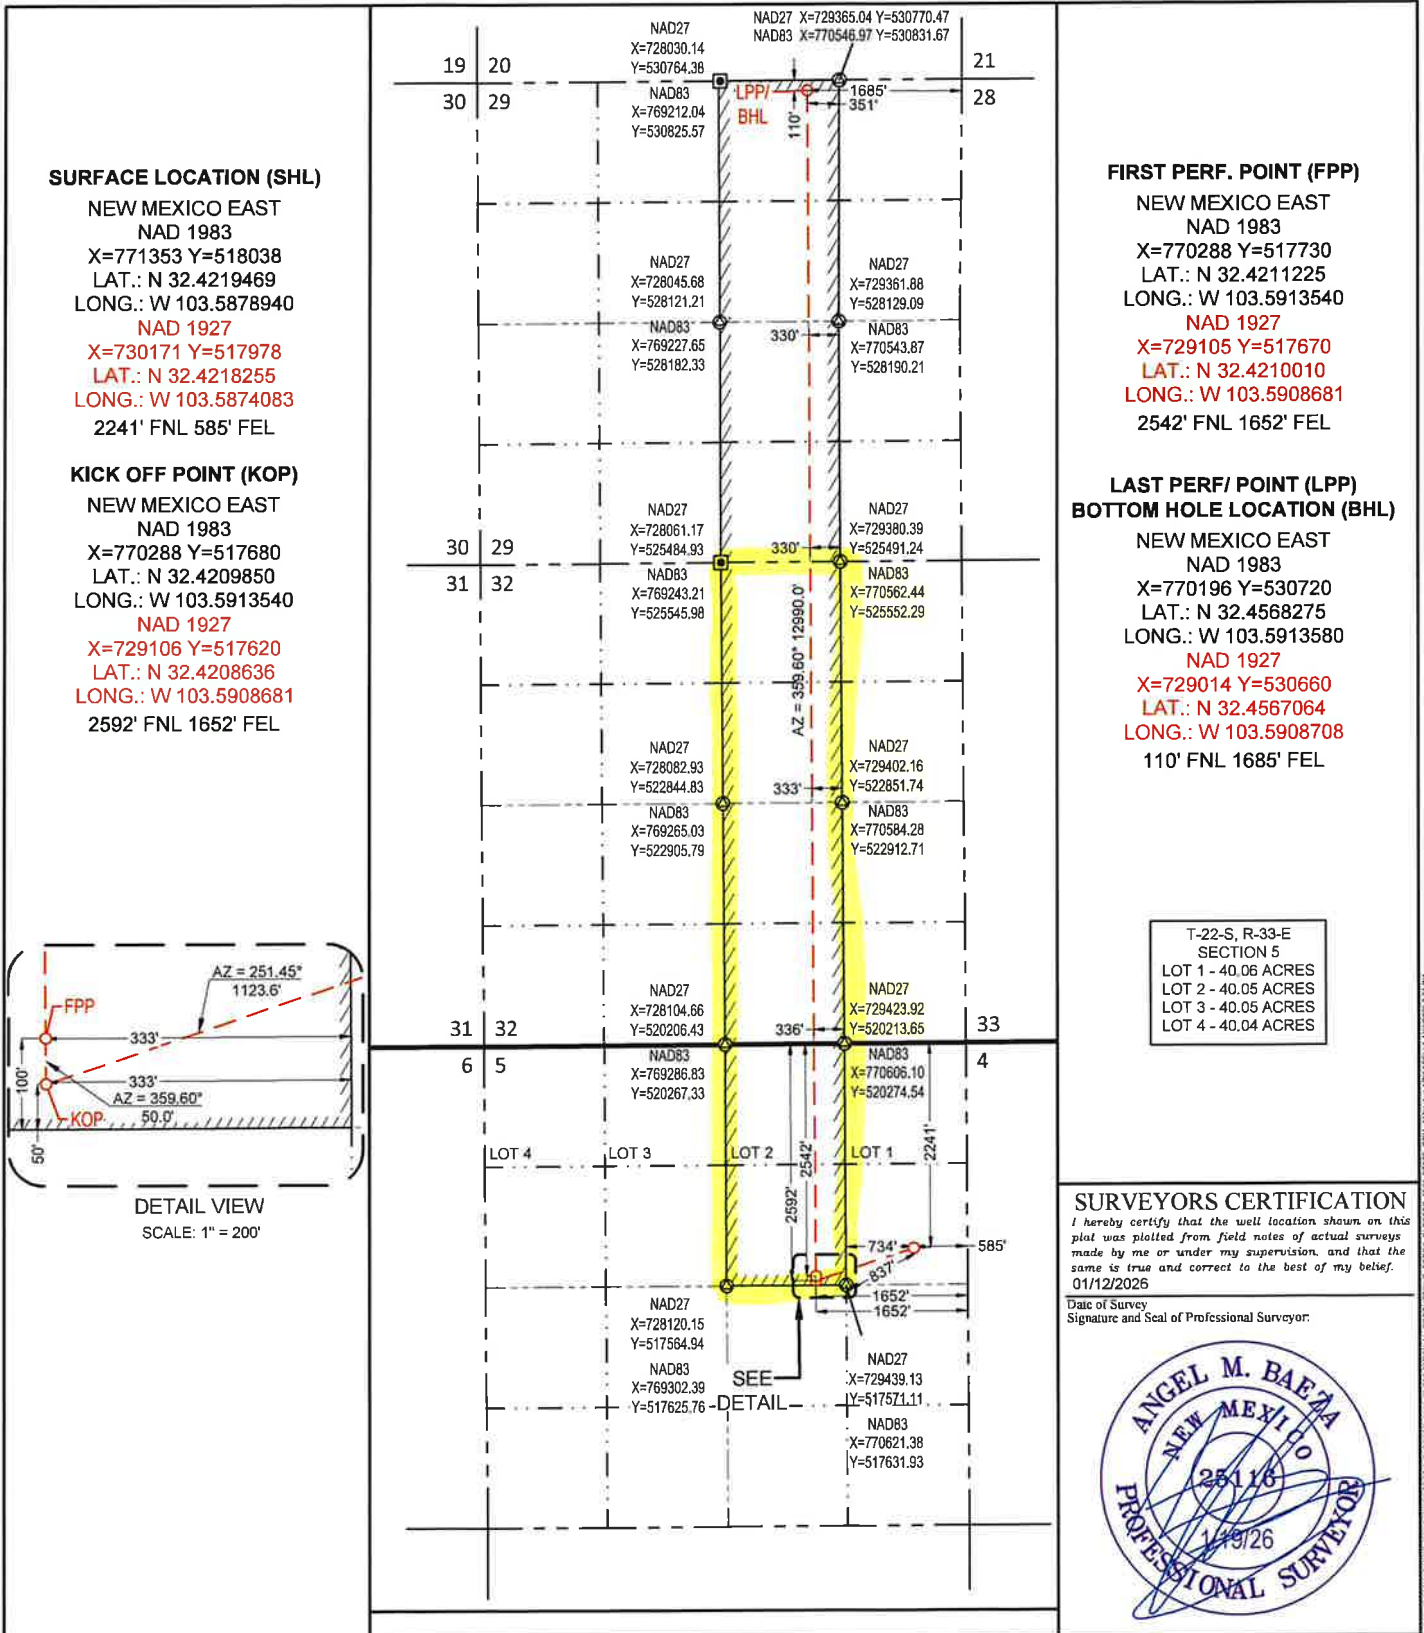 SURFACE LOCATION (SHL)
NEW MEXICO EAST
NAD 1983
X=771353 Y=518038
LAT.: N 32.4219469
LONG.: W 103.5878940
NAD 1927
X=730171 Y=517978
LAT.: N 32.4218255
LONG.: W 103.5874083
2241' FNL 585' FEL
KICK OFF POINT (KOP)
NEW MEXICO EAST
NAD 1983
X=770288 Y=517680
LAT.: N 32.4209850
LONG.: W 103.5913540
NAD 1927
X=729106 Y=517620
LAT.: N 32.4208636
LONG.: W 103.5908681
2592' FNL 1652' FEL
AZ = 251.45°
1123.6'
FPP
333'
100'
333'
AZ = 359.60°
50.0'
KOP
50'
DETAIL VIEW
SCALE: 1" = 200'
NAD27 X=729365.04 Y=530770.47
NAD83 X=770546.97 Y=530831.67
NAD27
X=728030.14
Y=530764.38
19 20
21
30 29
28
NAD83
X=769212.04
Y=530825.57
LPP/
BHL
110'
1685'
351'
NAD27
X=728045.68
Y=528121.21
NAD83
X=769227.65
Y=528182.33
NAD27
X=729361.88
Y=528129.09
330'
NAD83
X=770543.87
Y=528190.21
NAD27
X=728061.17
Y=525484.93
NAD27
X=729380.39
Y=525491.24
30 29
330'
31 32
NAD83
X=769243.21
Y=525545.98
NAD83
X=770562.44
Y=525552.29
AZ = 359.60° 12990.0'
NAD27
X=728082.93
Y=522844.83
NAD27
X=729402.16
Y=522851.74
333'
NAD83
X=769265.03
Y=522905.79
NAD83
X=770584.28
Y=522912.71
NAD27
X=728104.66
Y=520206.43
NAD27
X=729423.92
Y=520213.65
31 32
336'
33
6 5
4
NAD83
X=769286.83
Y=520267.33
NAD83
X=770606.10
Y=520274.54
LOT 4
LOT 3
LOT 2
LOT 1
2592'
2542'
2241'
734'
585'
837'
1652'
1652'
NAD27
X=728120.15
Y=517564.94
NAD83
X=769302.39
Y=517625.76
SEE
DETAIL
NAD27
X=729439.13
Y=517571.11
NAD83
X=770621.38
Y=517631.93
FIRST PERF. POINT (FPP)
NEW MEXICO EAST
NAD 1983
X=770288 Y=517730
LAT.: N 32.4211225
LONG.: W 103.5913540
NAD 1927
X=729105 Y=517670
LAT.: N 32.4210010
LONG.: W 103.5908681
2542' FNL 1652' FEL
LAST PERF/ POINT (LPP)
BOTTOM HOLE LOCATION (BHL)
NEW MEXICO EAST
NAD 1983
X=770196 Y=530720
LAT.: N 32.4568275
LONG.: W 103.5913580
NAD 1927
X=729014 Y=530660
LAT.: N 32.4567064
LONG.: W 103.5908708
110' FNL 1685' FEL
T-22-S, R-33-E
SECTION 5
LOT 1 - 40.06 ACRES
LOT 2 - 40.05 ACRES
LOT 3 - 40.05 ACRES
LOT 4 - 40.04 ACRES
SURVEYORS CERTIFICATION
I hereby certify that the well location shown on this
plat was plotted from field notes of actual surveys
made by me or under my supervision, and that the
same is true and correct to the best of my belief.
01/12/2026
Date of Survey
Signature and Seal of Professional Surveyor:
ANGEL M. BAEZA
NEW MEXICO
25116
1/19/26
PROFESSIONAL SURVEYOR